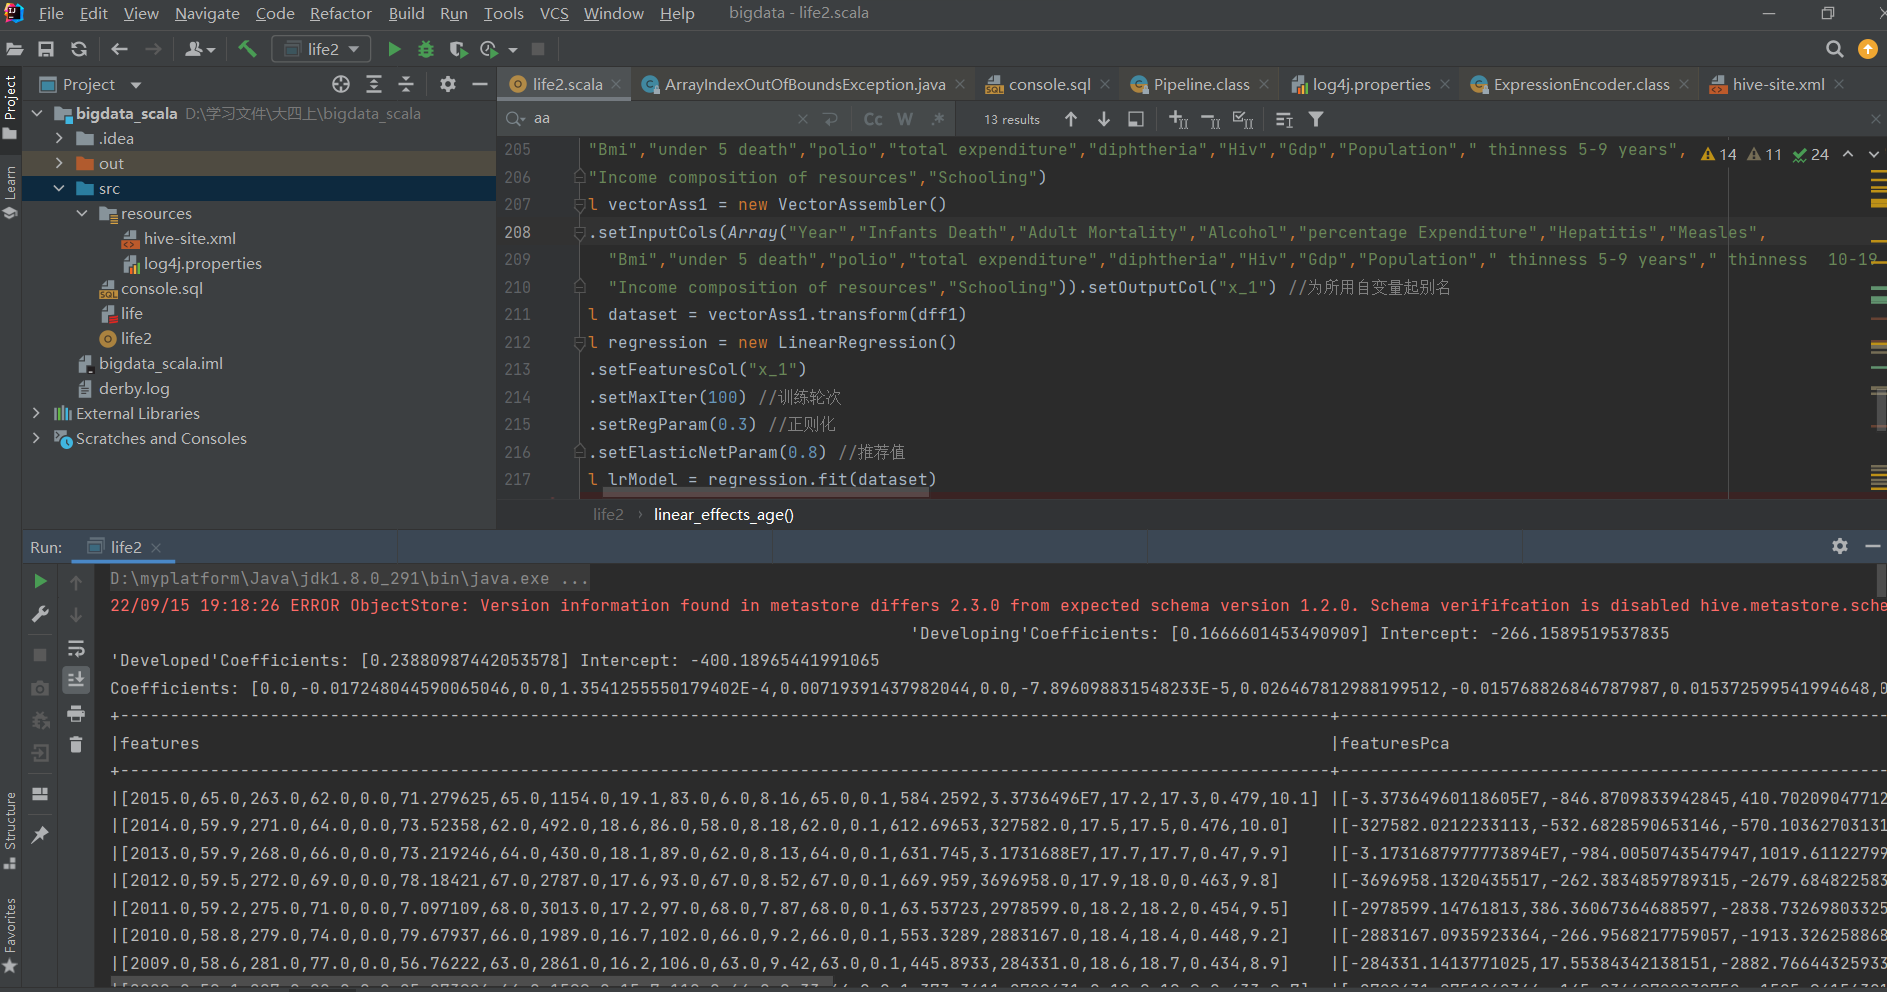 File Edit View Navigate Code Refactor Build Run Tools VCS Window Help bigdata - life2.scala
life2
Project
life2.scala ArrayIndexOutOfBoundsException.java console.sql Pipeline.class log4j.properties ExpressionEncoder.class hive-site.xml
aa Cc W .* 13 results
Project
Learn
Structure
Favorites
bigdata_scala D:\学习文件\大四上\bigdata_scala
.idea
out
src
resources
hive-site.xml
log4j.properties
console.sql
life
life2
bigdata_scala.iml
derby.log
External Libraries
Scratches and Consoles
14 11 24
205 "Bmi","under 5 death","polio","total expenditure","diphtheria","Hiv","Gdp","Population"," thinness 5-9 years",
206 "Income composition of resources","Schooling")
207 l vectorAss1 = new VectorAssembler()
208 .setInputCols(Array("Year","Infants Death","Adult Mortality","Alcohol","percentage Expenditure","Hepatitis","Measles",
209 "Bmi","under 5 death","polio","total expenditure","diphtheria","Hiv","Gdp","Population"," thinness 5-9 years"," thinness  10-19
210 "Income composition of resources","Schooling")).setOutputCol("x_1") //为所用自变量起别名
211 l dataset = vectorAss1.transform(dff1)
212 l regression = new LinearRegression()
213 .setFeaturesCol("x_1")
214 .setMaxIter(100) //训练轮次
215 .setRegParam(0.3) //正则化
216 .setElasticNetParam(0.8) //推荐值
217 l lrModel = regression.fit(dataset)
life2 › linear_effects_age()
Run: life2
D:\myplatform\Java\jdk1.8.0_291\bin\java.exe ...
22/09/15 19:18:26 ERROR ObjectStore: Version information found in metastore differs 2.3.0 from expected schema version 1.2.0. Schema verififcation is disabled hive.metastore.sche
'Developing'Coefficients: [0.1666601453490909] Intercept: -266.1589519537835
'Developed'Coefficients: [0.23880987442053578] Intercept: -400.18965441991065
Coefficients: [0.0,-0.017248044590065046,0.0,1.3541255550179402E-4,0.00719391437982044,0.0,-7.896098831548233E-5,0.026467812988199512,-0.015768826846787987,0.015372599541994648,0
|features |featuresPca
|[2015.0,65.0,263.0,62.0,0.0,71.279625,65.0,1154.0,19.1,83.0,6.0,8.16,65.0,0.1,584.2592,3.3736496E7,17.2,17.3,0.479,10.1] |[-3.37364960118605E7,-846.8709833942845,410.70209047712
|[2014.0,59.9,271.0,64.0,0.0,73.52358,62.0,492.0,18.6,86.0,58.0,8.18,62.0,0.1,612.69653,327582.0,17.5,17.5,0.476,10.0] |[-327582.0212233113,-532.6828590653146,-570.10362703131
|[2013.0,59.9,268.0,66.0,0.0,73.219246,64.0,430.0,18.1,89.0,62.0,8.13,64.0,0.1,631.745,3.1731688E7,17.7,17.7,0.47,9.9] |[-3.1731687977773894E7,-984.0050743547947,1019.61122799
|[2012.0,59.5,272.0,69.0,0.0,78.18421,67.0,2787.0,17.6,93.0,67.0,8.52,67.0,0.1,669.959,3696958.0,17.9,18.0,0.463,9.8] |[-3696958.1320435517,-262.3834859789315,-2679.684822583
|[2011.0,59.2,275.0,71.0,0.0,7.097109,68.0,3013.0,17.2,97.0,68.0,7.87,68.0,0.1,63.53723,2978599.0,18.2,18.2,0.454,9.5] |[-2978599.14761813,386.36067364688597,-2838.73269803325
|[2010.0,58.8,279.0,74.0,0.0,79.67937,66.0,1989.0,16.7,102.0,66.0,9.2,66.0,0.1,553.3289,2883167.0,18.4,18.4,0.448,9.2] |[-2883167.0935923364,-266.9568217759057,-1913.326258868
|[2009.0,58.6,281.0,77.0,0.0,56.76222,63.0,2861.0,16.2,106.0,63.0,9.42,63.0,0.1,445.8933,284331.0,18.6,18.7,0.434,8.9] |[-284331.1413771025,17.55384342138151,-2882.76644325933